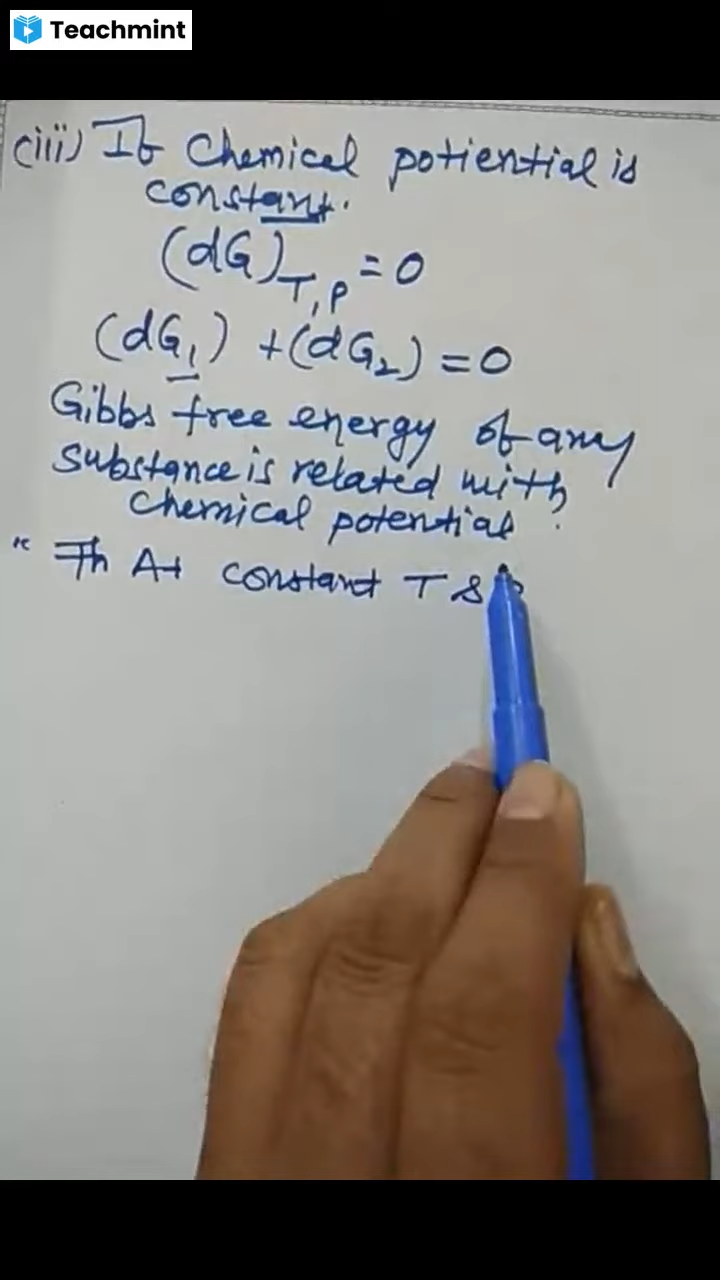 Teachmint
(iii) If Chemical potiential is
constant.
(dG)T,P = 0
(dG1) + (dG2) = 0
Gibbs free energy of any
substance is related with
chemical potential
" Th At constant T &